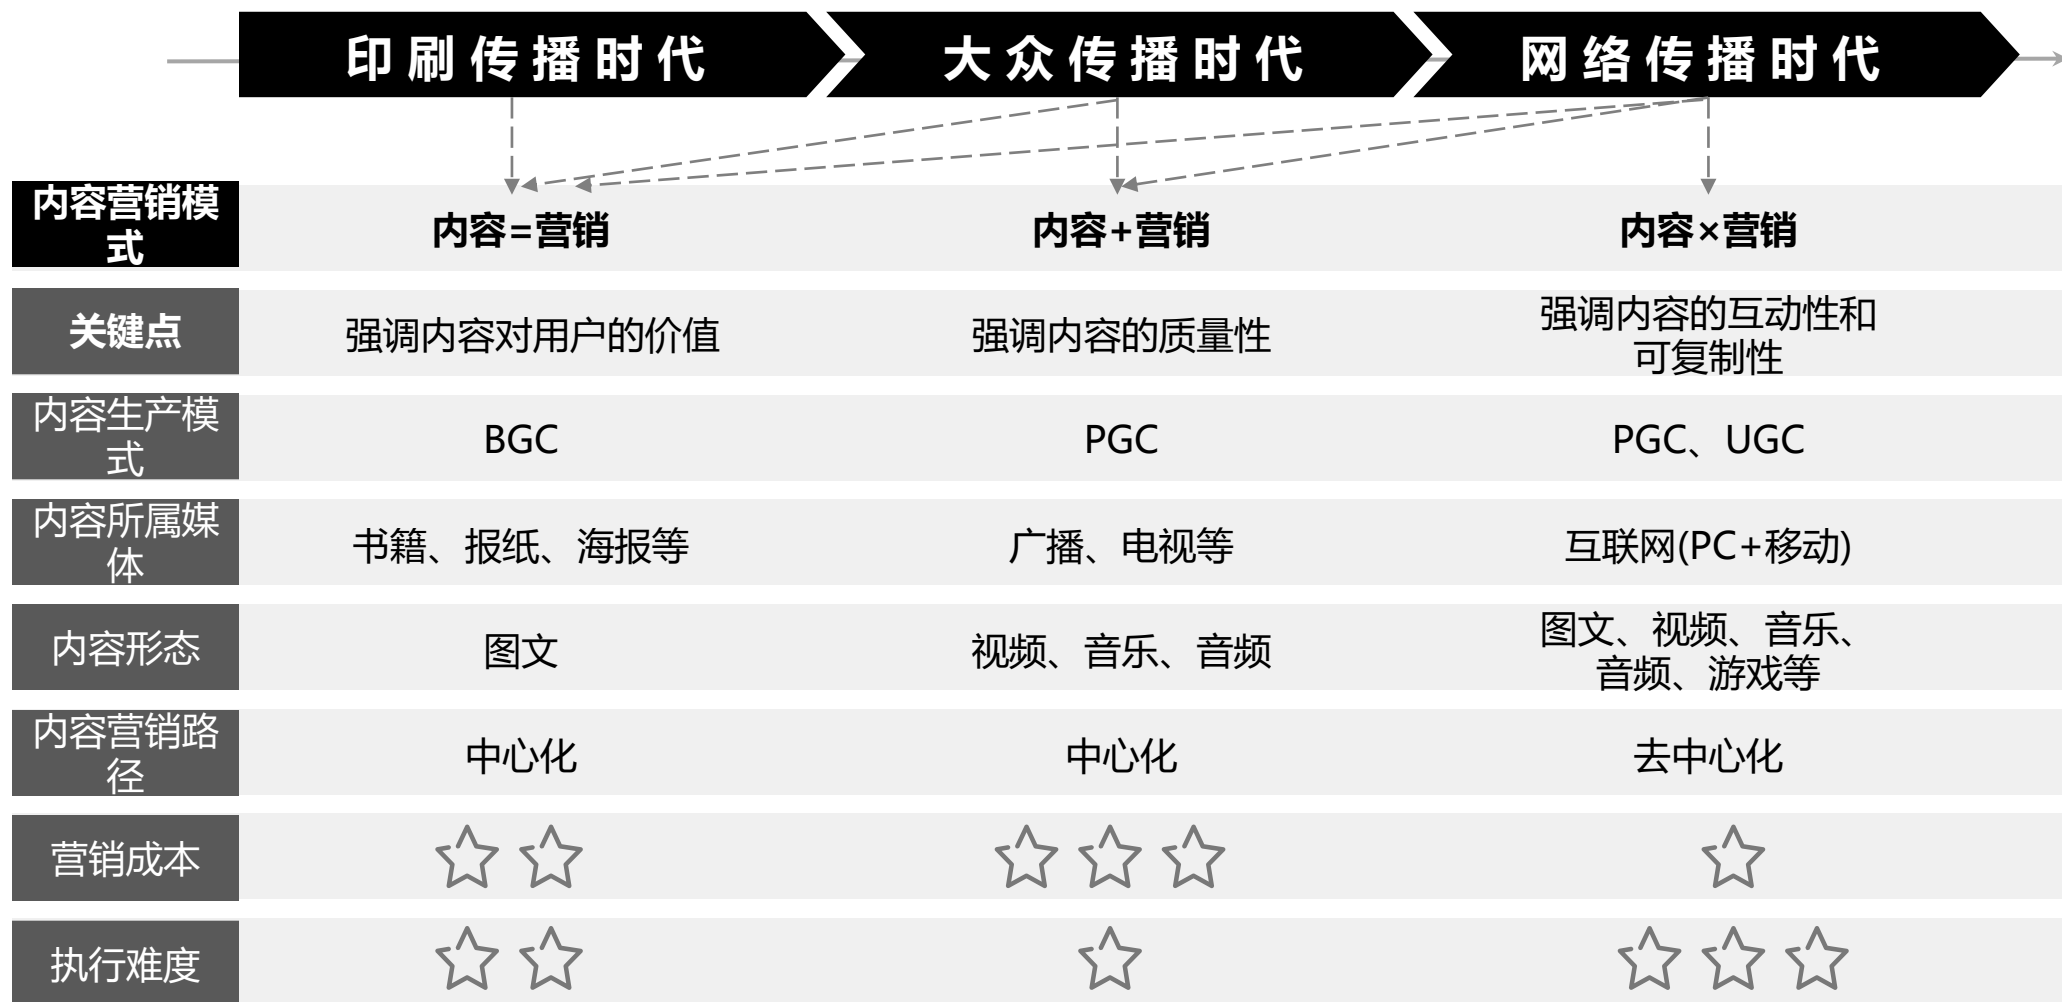 印刷传播时代
大众传播时代
网络传播时代
内容营销模
式
内容=营销
内容+营销
内容×营销
关键点
强调内容对用户的价值
强调内容的质量性
强调内容的互动性和
可复制性
内容生产模
式
BGC
PGC
PGC、UGC
内容所属媒
体
书籍、报纸、海报等
广播、电视等
互联网(PC+移动)
内容形态
图文
视频、音乐、音频
图文、视频、音乐、
音频、游戏等
内容营销路
径
中心化
中心化
去中心化
营销成本
执行难度